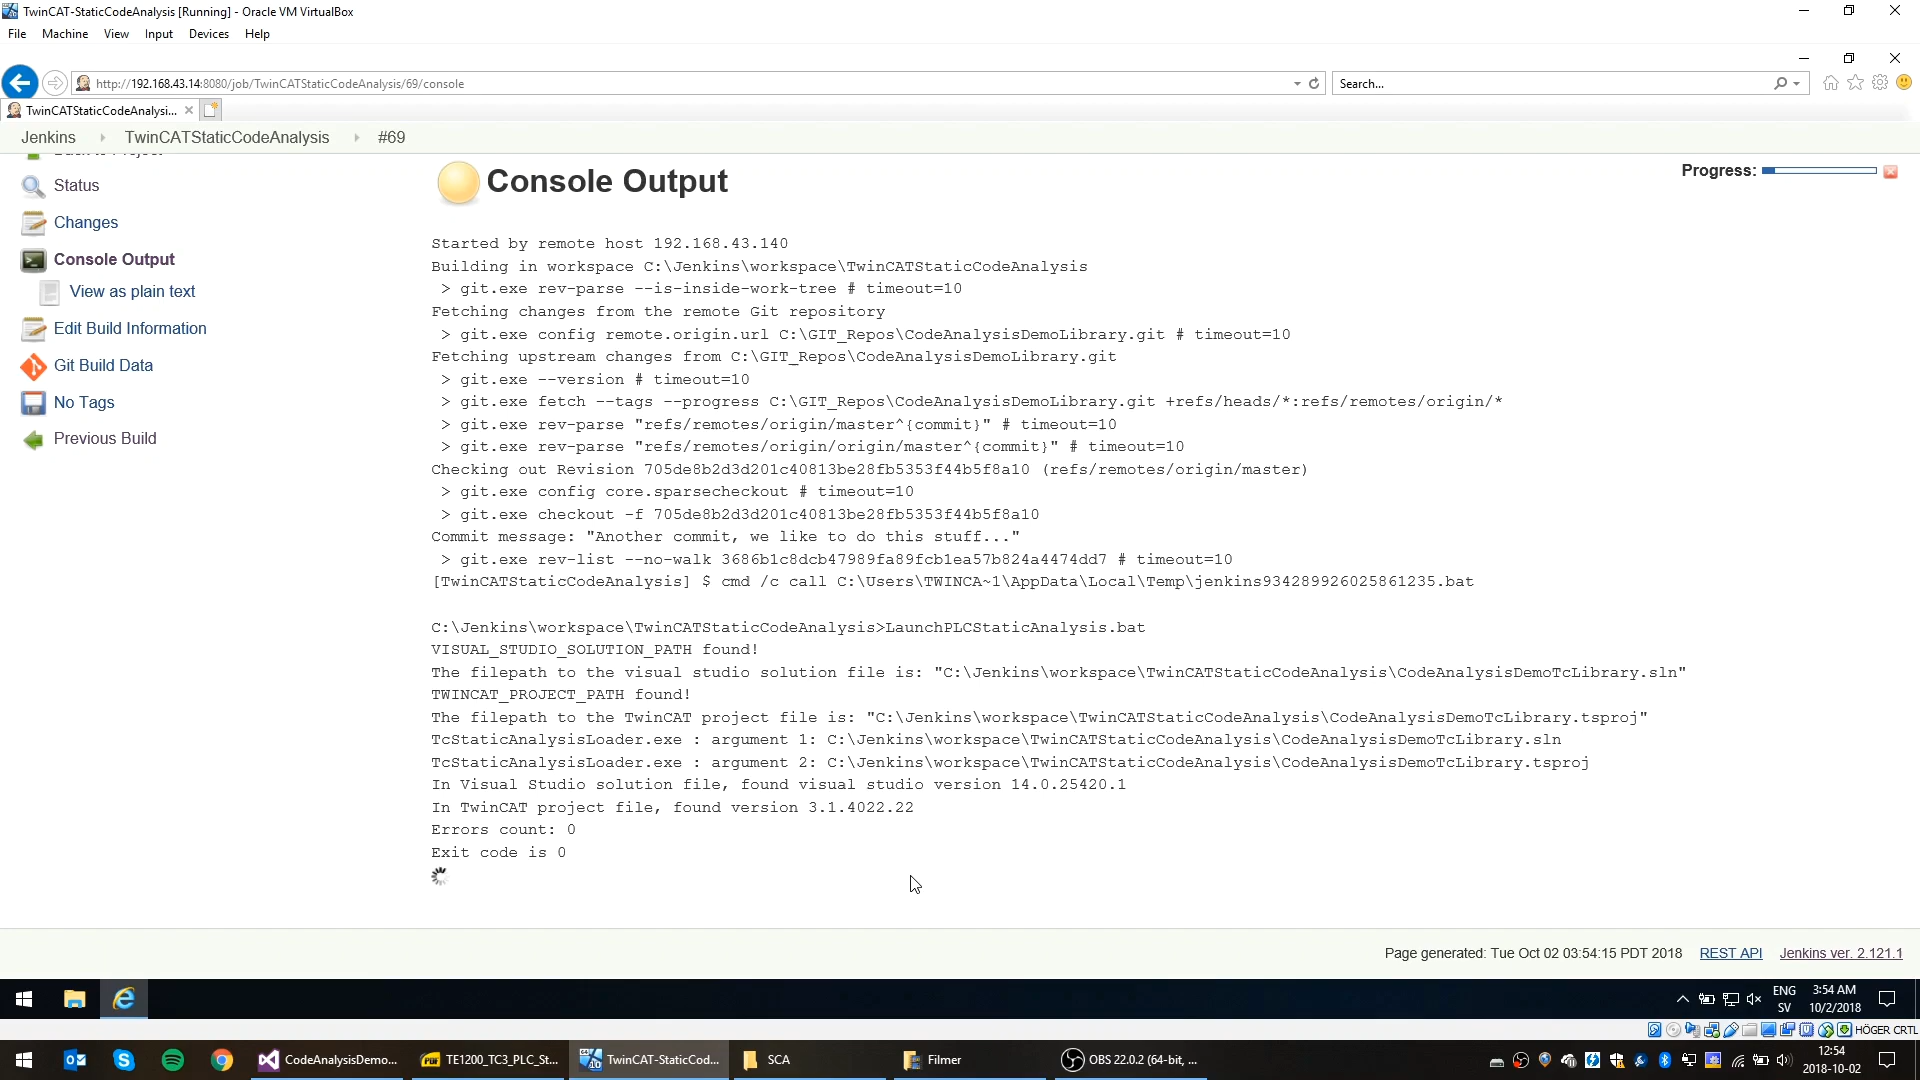 TwinCAT-StaticCodeAnalysis [Running] - Oracle VM VirtualBox
File Machine View Input Devices Help
http://192.168.43.14:8080/job/TwinCATStaticCodeAnalysis/69/console
Search...
TwinCATStaticCodeAnalysi...
Jenkins TwinCATStaticCodeAnalysis #69
Status
Changes
Console Output
View as plain text
Edit Build Information
Git Build Data
No Tags
Previous Build
Console Output
Progress:
Started by remote host 192.168.43.140
Building in workspace C:\Jenkins\workspace\TwinCATStaticCodeAnalysis
> git.exe rev-parse --is-inside-work-tree # timeout=10
Fetching changes from the remote Git repository
> git.exe config remote.origin.url C:\GIT_Repos\CodeAnalysisDemoLibrary.git # timeout=10
Fetching upstream changes from C:\GIT_Repos\CodeAnalysisDemoLibrary.git
> git.exe --version # timeout=10
> git.exe fetch --tags --progress C:\GIT_Repos\CodeAnalysisDemoLibrary.git +refs/heads/*:refs/remotes/origin/*
> git.exe rev-parse "refs/remotes/origin/master^{commit}" # timeout=10
> git.exe rev-parse "refs/remotes/origin/origin/master^{commit}" # timeout=10
Checking out Revision 705de8b2d3d201c40813be28fb5353f44b5f8a10 (refs/remotes/origin/master)
> git.exe config core.sparsecheckout # timeout=10
> git.exe checkout -f 705de8b2d3d201c40813be28fb5353f44b5f8a10
Commit message: "Another commit, we like to do this stuff..."
> git.exe rev-list --no-walk 3686b1c8dcb47989fa89fcb1ea57b824a4474dd7 # timeout=10
[TwinCATStaticCodeAnalysis] $ cmd /c call C:\Users\TWINCA~1\AppData\Local\Temp\jenkins934289926025861235.bat
C:\Jenkins\workspace\TwinCATStaticCodeAnalysis>LaunchPLCStaticAnalysis.bat
VISUAL_STUDIO_SOLUTION_PATH found!
The filepath to the visual studio solution file is: "C:\Jenkins\workspace\TwinCATStaticCodeAnalysis\CodeAnalysisDemoTcLibrary.sln"
TWINCAT_PROJECT_PATH found!
The filepath to the TwinCAT project file is: "C:\Jenkins\workspace\TwinCATStaticCodeAnalysis\CodeAnalysisDemoTcLibrary.tsproj"
TcStaticAnalysisLoader.exe : argument 1: C:\Jenkins\workspace\TwinCATStaticCodeAnalysis\CodeAnalysisDemoTcLibrary.sln
TcStaticAnalysisLoader.exe : argument 2: C:\Jenkins\workspace\TwinCATStaticCodeAnalysis\CodeAnalysisDemoTcLibrary.tsproj
In Visual Studio solution file, found visual studio version 14.0.25420.1
In TwinCAT project file, found version 3.1.4022.22
Errors count: 0
Exit code is 0
Page generated: Tue Oct 02 03:54:15 PDT 2018 REST API Jenkins ver. 2.121.1
ENG
SV
3:54 AM
10/2/2018
HÖGER CRTL
CodeAnalysisDemo...
TE1200_TC3_PLC_St...
TwinCAT-StaticCod...
SCA
Filmer
OBS 22.0.2 (64-bit, ...
12:54
2018-10-02